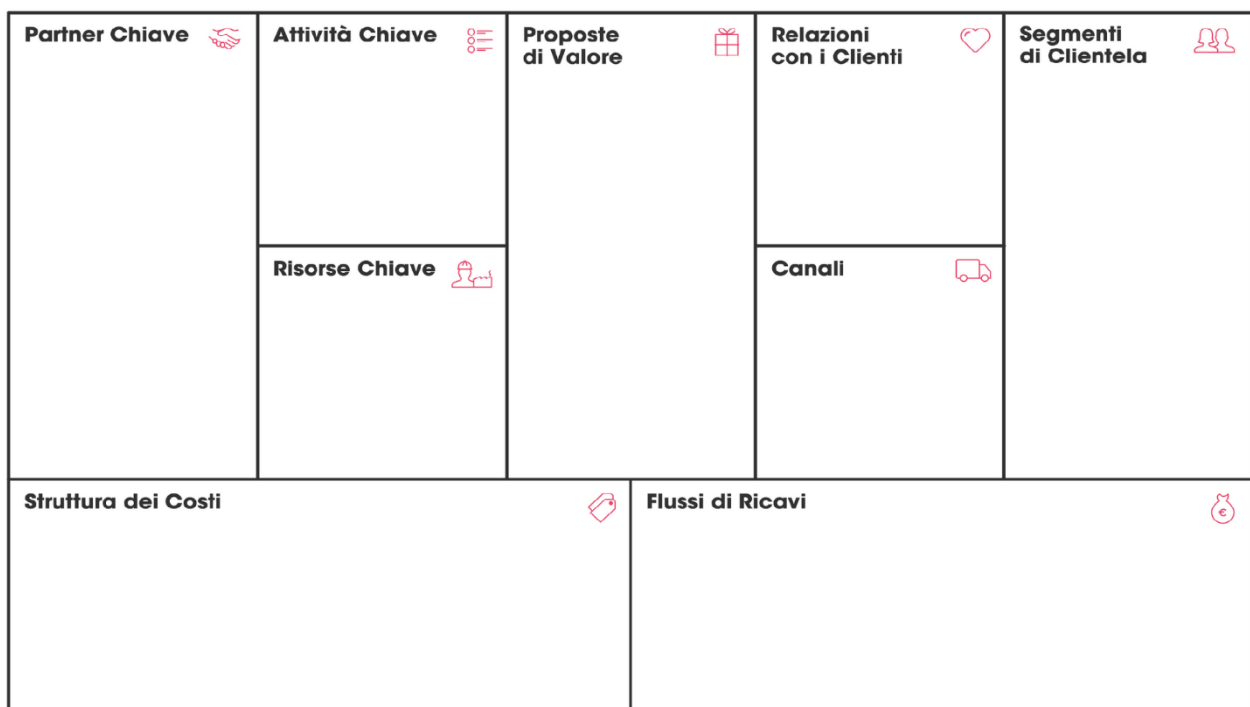 Partner Chiave
Attività Chiave
Proposte
di Valore
Relazioni
con i Clienti
Segmenti
di Clientela
Risorse Chiave
Canali
Struttura dei Costi
Flussi di Ricavi
€